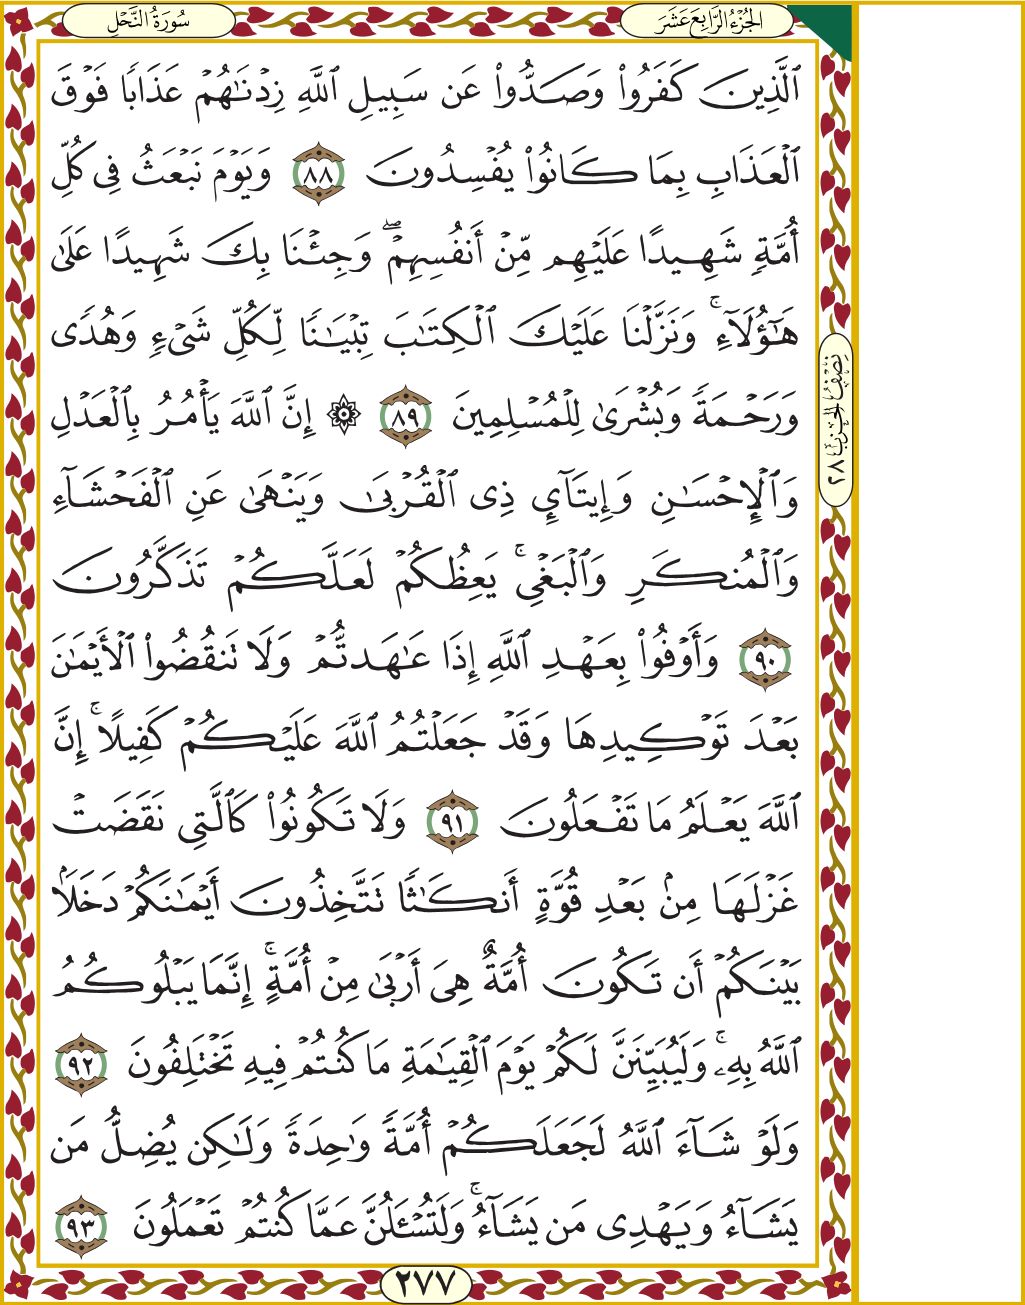 الجُزْءُ الرَّابِعَ عَشَرَ
سُورَةُ النَّحْلِ
ٱلَّذِينَ كَفَرُوا۟ وَصَدُّوا۟ عَن سَبِيلِ ٱللَّهِ زِدْنَـٰهُمْ عَذَابًا فَوْقَ
ٱلْعَذَابِ بِمَا كَانُوا۟ يُفْسِدُونَ ٨٨ وَيَوْمَ نَبْعَثُ فِى كُلِّ
أُمَّةٍ شَهِيدًا عَلَيْهِم مِّنْ أَنفُسِهِمْ ۖ وَجِئْنَا بِكَ شَهِيدًا عَلَىٰ
هَـٰٓؤُلَآءِ ۚ وَنَزَّلْنَا عَلَيْكَ ٱلْكِتَـٰبَ تِبْيَـٰنًا لِّكُلِّ شَىْءٍ وَهُدًى
وَرَحْمَةً وَبُشْرَىٰ لِلْمُسْلِمِينَ ٨٩ ۞ إِنَّ ٱللَّهَ يَأْمُرُ بِٱلْعَدْلِ
وَٱلْإِحْسَـٰنِ وَإِيتَآئِ ذِى ٱلْقُرْبَىٰ وَيَنْهَىٰ عَنِ ٱلْفَحْشَآءِ
وَٱلْمُنكَرِ وَٱلْبَغْىِ ۚ يَعِظُكُمْ لَعَلَّكُمْ تَذَكَّرُونَ
٩٠ وَأَوْفُوا۟ بِعَهْدِ ٱللَّهِ إِذَا عَـٰهَدتُّمْ وَلَا تَنقُضُوا۟ ٱلْأَيْمَـٰنَ
بَعْدَ تَوْكِيدِهَا وَقَدْ جَعَلْتُمُ ٱللَّهَ عَلَيْكُمْ كَفِيلًا ۚ إِنَّ
ٱللَّهَ يَعْلَمُ مَا تَفْعَلُونَ ٩١ وَلَا تَكُونُوا۟ كَٱلَّتِى نَقَضَتْ
غَزْلَهَا مِنۢ بَعْدِ قُوَّةٍ أَنكَـٰثًا تَتَّخِذُونَ أَيْمَـٰنَكُمْ دَخَلًۢا
بَيْنَكُمْ أَن تَكُونَ أُمَّةٌ هِىَ أَرْبَىٰ مِنْ أُمَّةٍ ۚ إِنَّمَا يَبْلُوكُمُ
ٱللَّهُ بِهِۦ ۚ وَلَيُبَيِّنَنَّ لَكُمْ يَوْمَ ٱلْقِيَـٰمَةِ مَا كُنتُمْ فِيهِ تَخْتَلِفُونَ ٩٢
وَلَوْ شَآءَ ٱللَّهُ لَجَعَلَكُمْ أُمَّةً وَٰحِدَةً وَلَـٰكِن يُضِلُّ مَن
يَشَآءُ وَيَهْدِى مَن يَشَآءُ ۚ وَلَتُسْـَٔلُنَّ عَمَّا كُنتُمْ تَعْمَلُونَ ٩٣
نِصْفُ الحِزْبِ ٢٨
٢٧٧